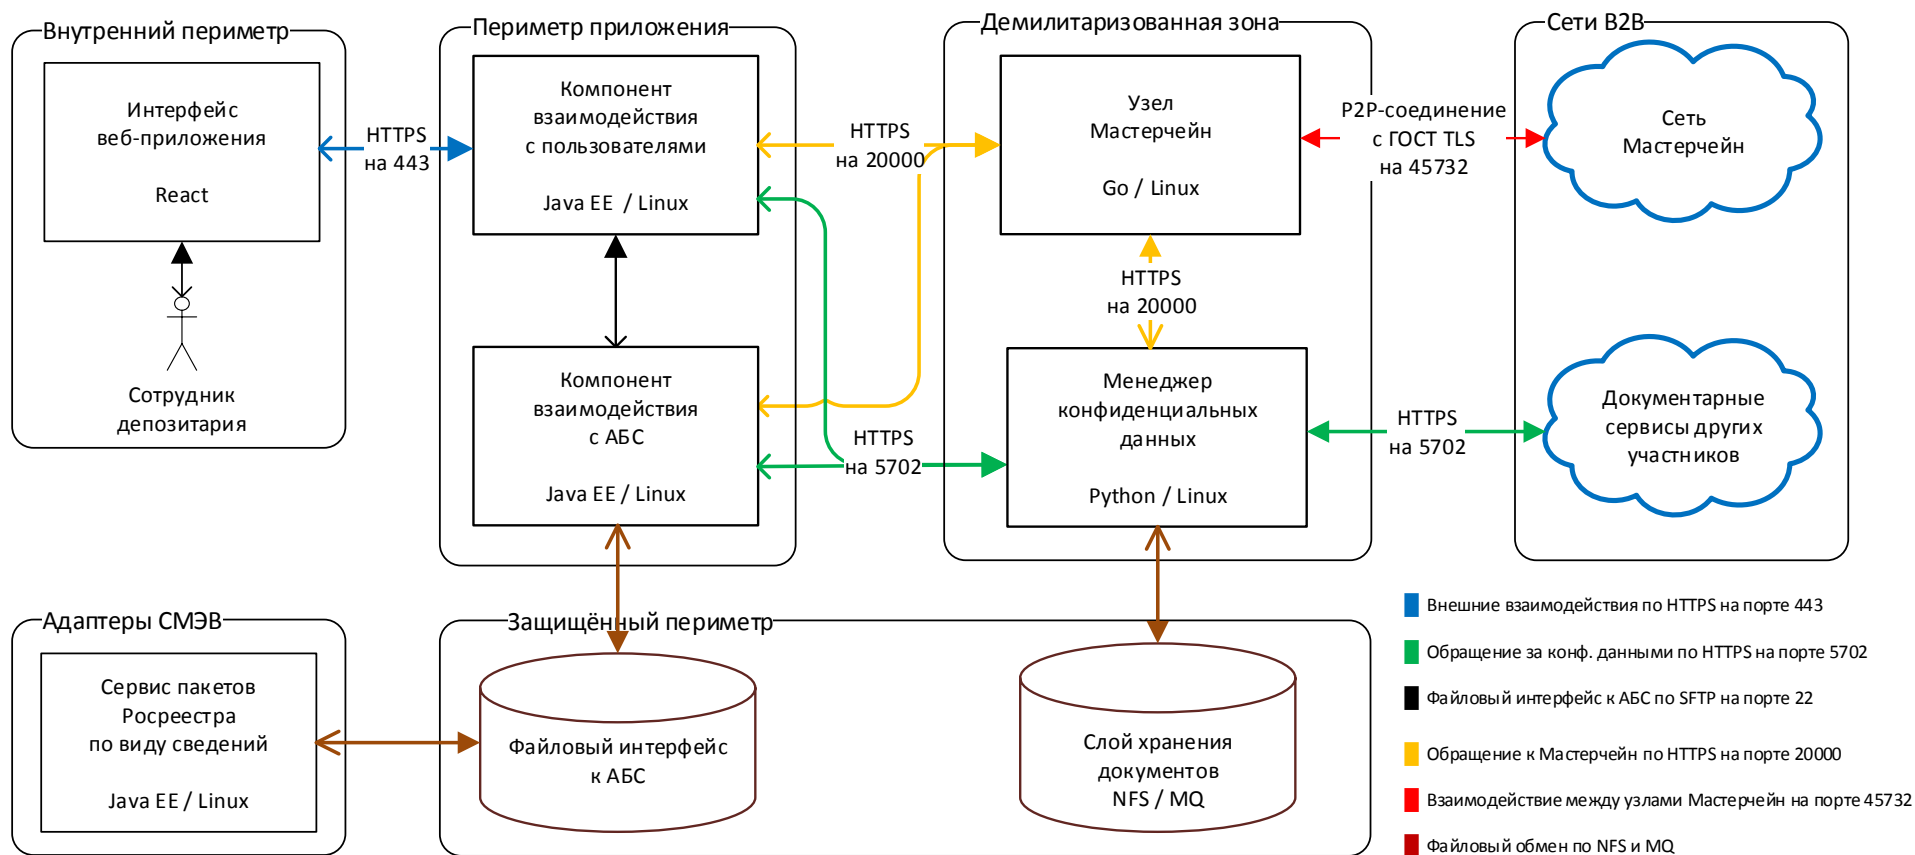 Внутренний периметр
Интерфейс
веб-приложения
React
Сотрудник
депозитария
HTTPS
на 443
Периметр приложения
Компонент
взаимодействия
с пользователями
Java EE / Linux
Компонент
взаимодействия
с АБС
Java EE / Linux
HTTPS
на 20000
HTTPS
на 5702
Демилитаризованная зона
Узел
Мастерчейн
Go / Linux
HTTPS
на 20000
Менеджер
конфиденциальных
данных
Python / Linux
P2P-соединение
с ГОСТ TLS
на 45732
HTTPS
на 5702
Сети B2B
Сеть
Мастерчейн
Документарные
сервисы других
участников
Адаптеры СМЭВ
Сервис пакетов
Росреестра
по виду сведений
Java EE / Linux
Защищённый периметр
Файловый интерфейс
к АБС
Слой хранения
документов
NFS / MQ
Внешние взаимодействия по HTTPS на порте 443
Обращение за конф. данными по HTTPS на порте 5702
Файловый интерфейс к АБС по SFTP на порте 22
Обращение к Мастерчейн по HTTPS на порте 20000
Взаимодействие между узлами Мастерчейн на порте 45732
Файловый обмен по NFS и MQ